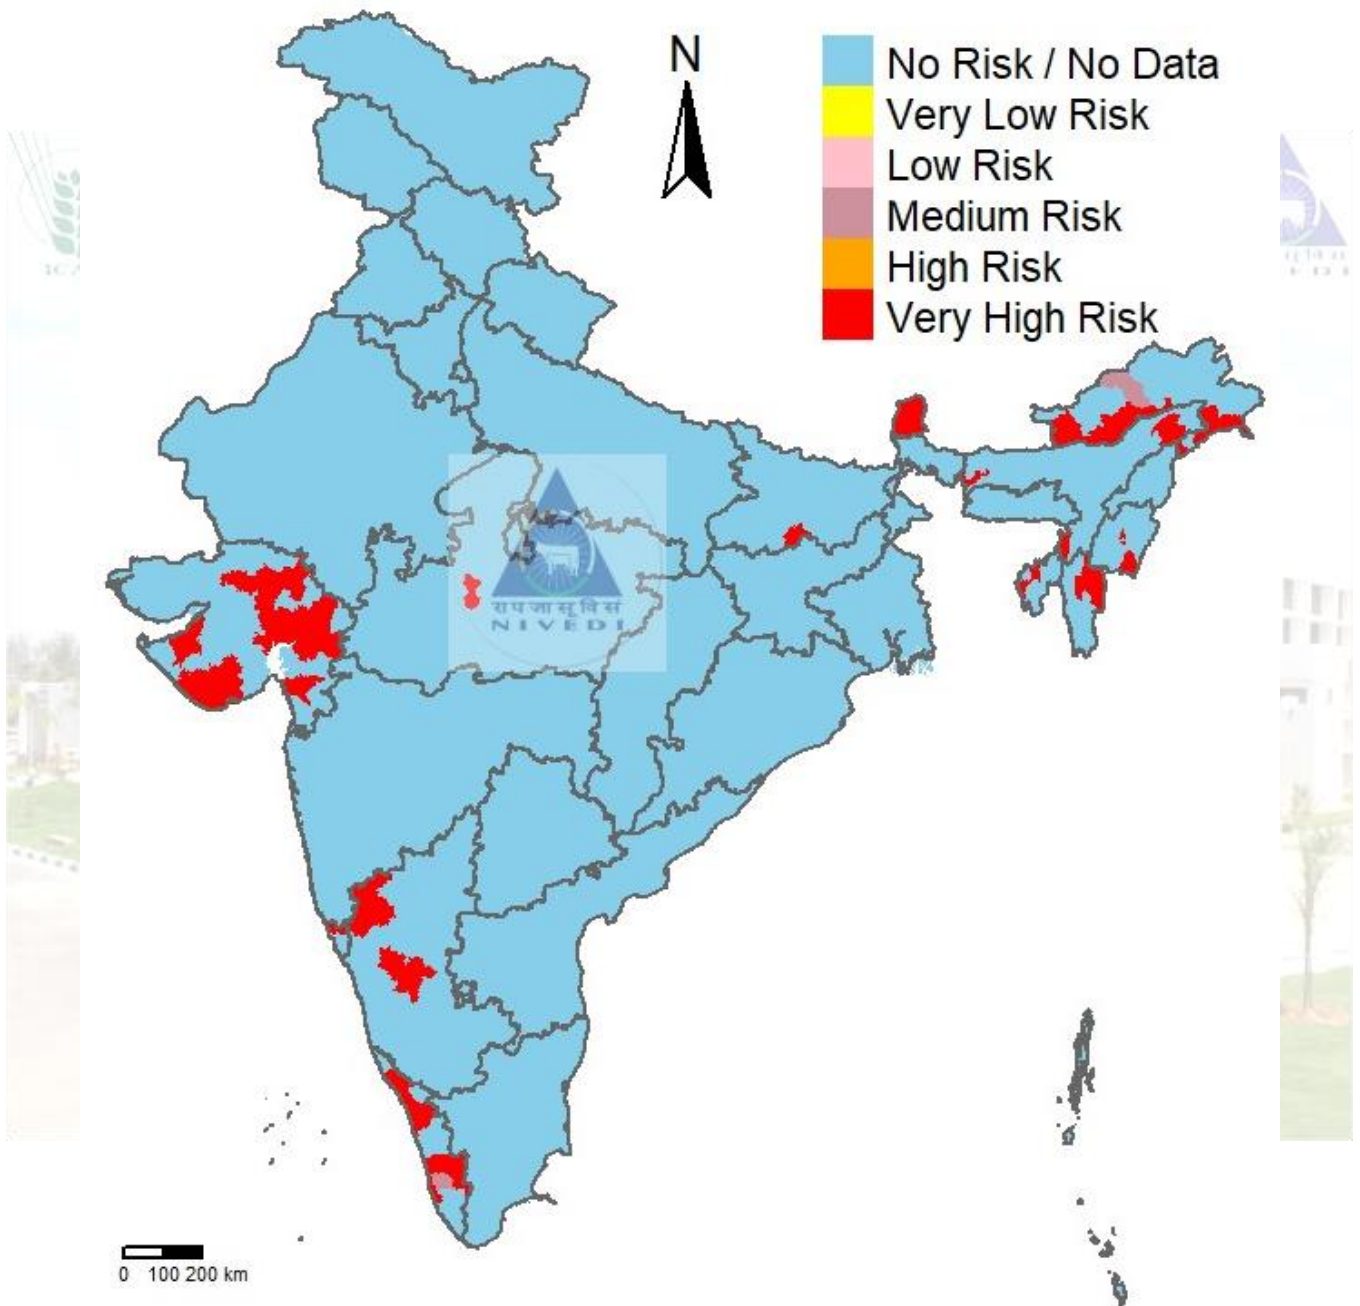 N
No Risk / No Data
Very Low Risk
Low Risk
Medium Risk
High Risk
Very High Risk
रापजासूविसं
NIVEDI
0 100 200 km